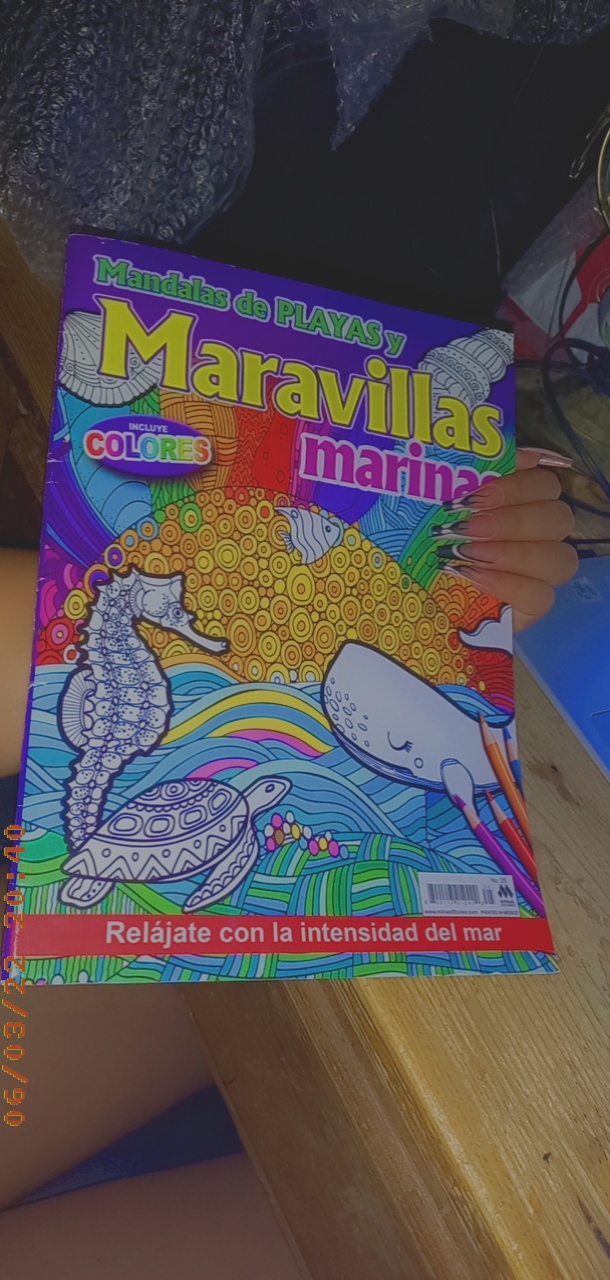 Mandalas de PLAYAS y
Maravillas
marinas
INCLUYE
COLORES
Relájate con la intensidad del mar
06/03/22 20:40